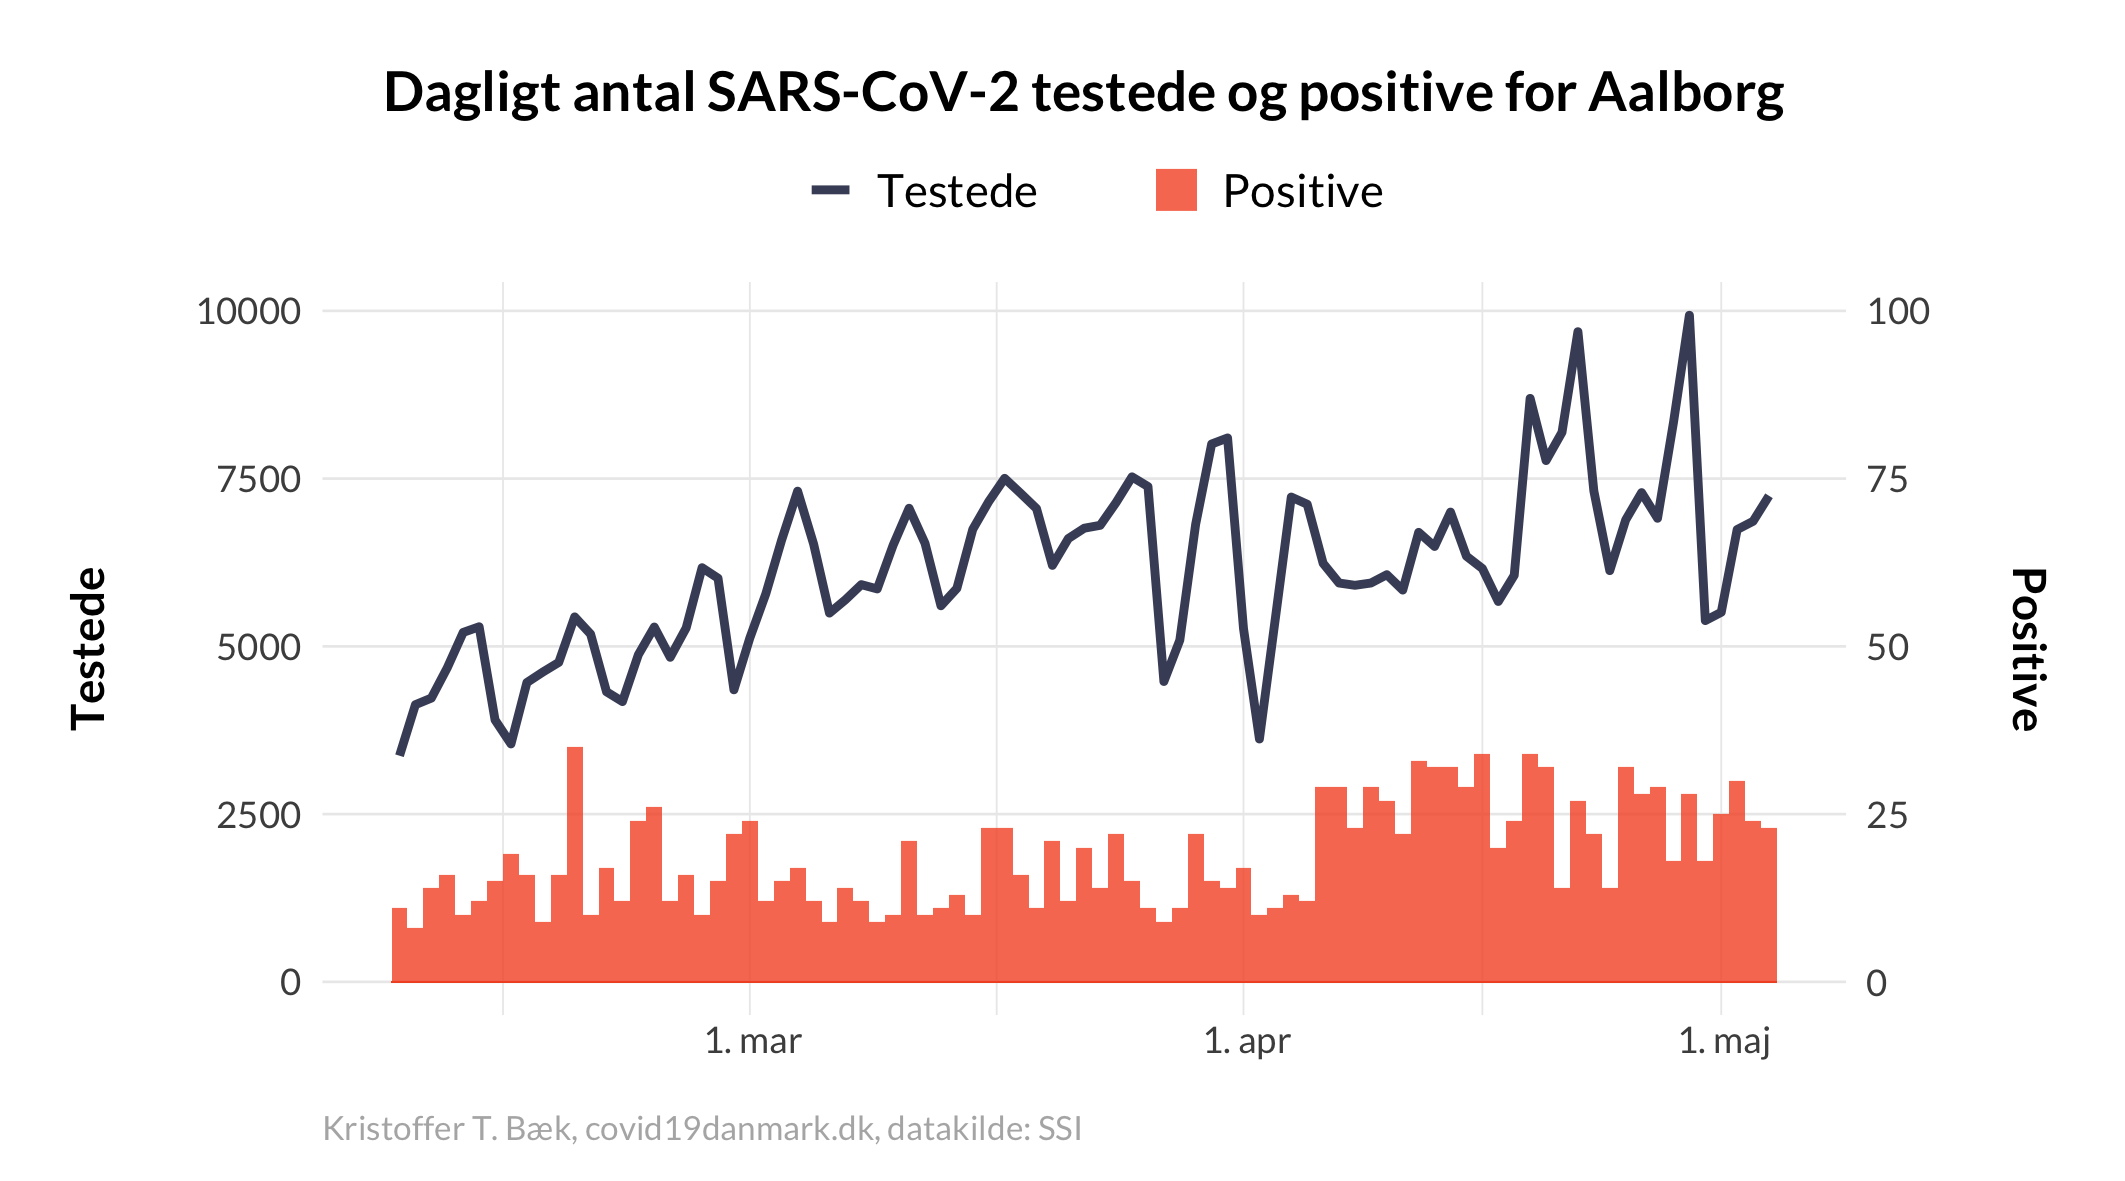 Dagligt antal SARS-CoV-2 testede og positive for Aalborg
Testede
Positive
10000
7500
5000
2500
0
100
75
50
25
0
Testede
Positive
1. mar
1. apr
1. maj
Kristoffer T. Bæk, covid19danmark.dk, datakilde: SSI